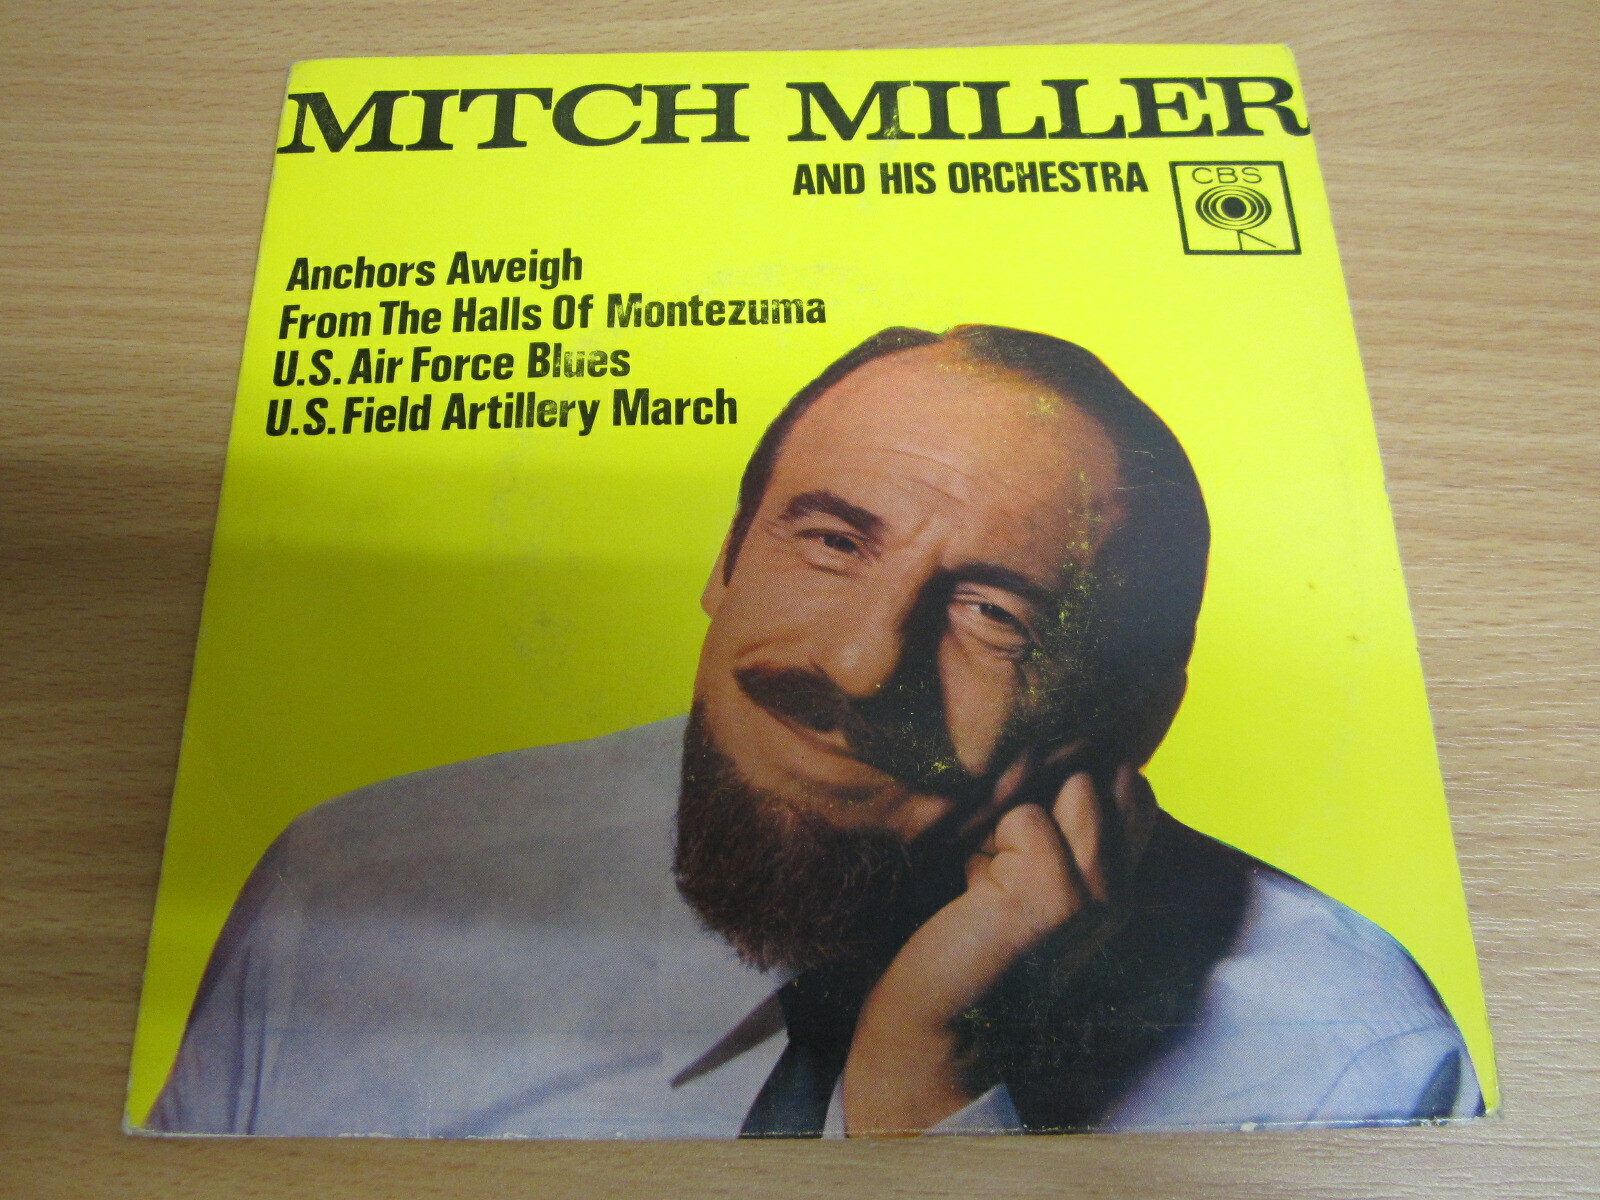 MITCH MILLER
AND HIS ORCHESTRA
CBS
Anchors Aweigh
From The Halls Of Montezuma
U.S. Air Force Blues
U.S. Field Artillery March